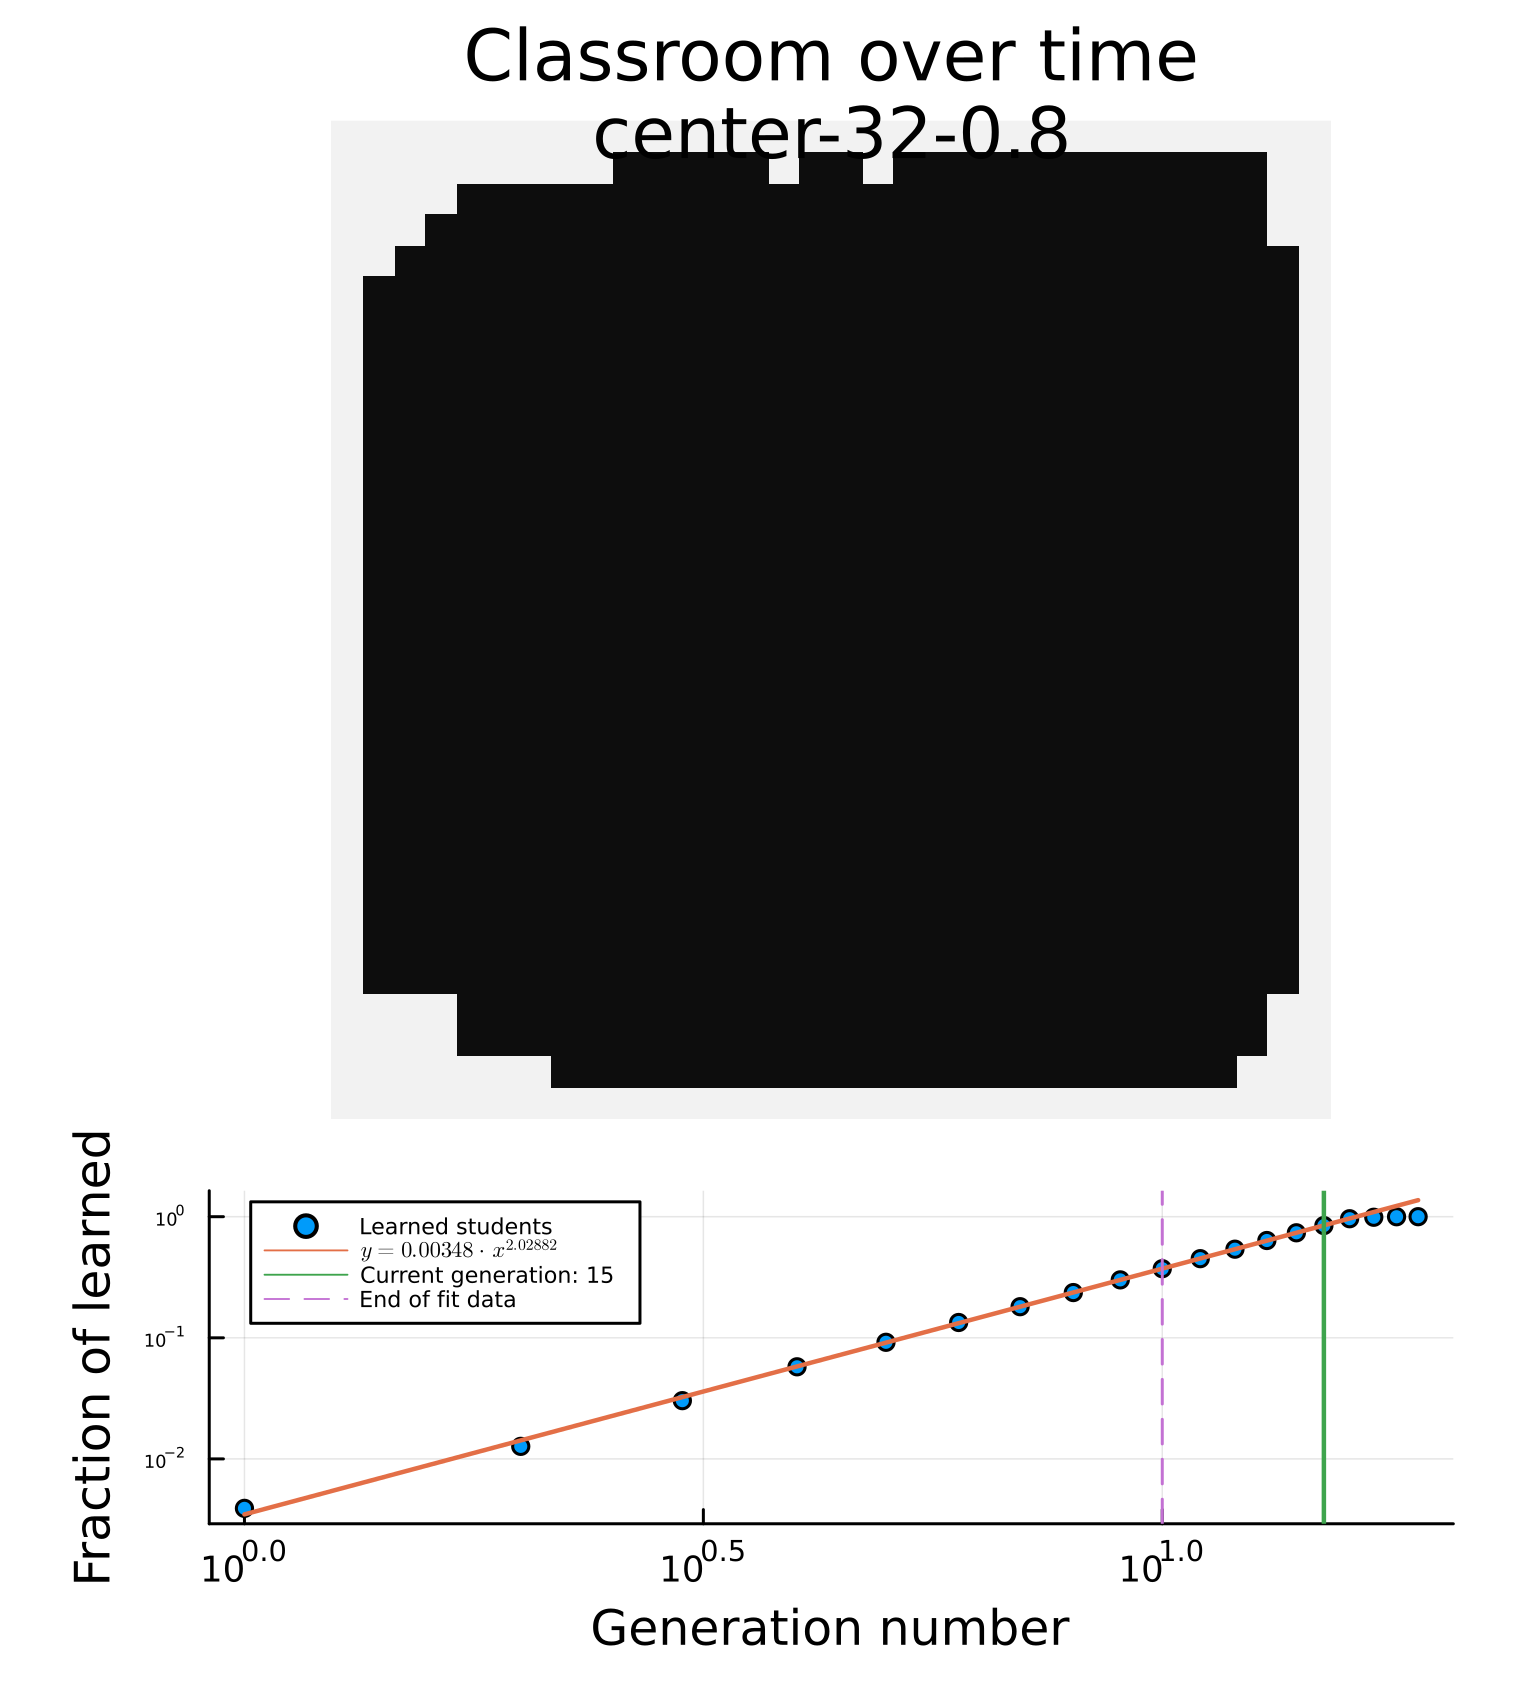 Classroom over time
center-32-0.8
Fraction of learned
10^0
10^-1
10^-2
Learned students
y = 0.00348 · x^2.02882
Current generation: 15
End of fit data
10^0.0
10^0.5
10^1.0
Generation number